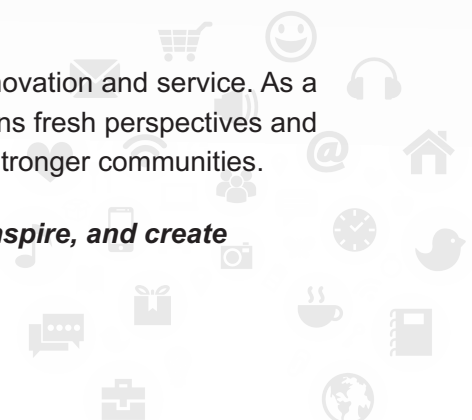 novation and service. As a
ns fresh perspectives and
tronger communities.
nspire, and create